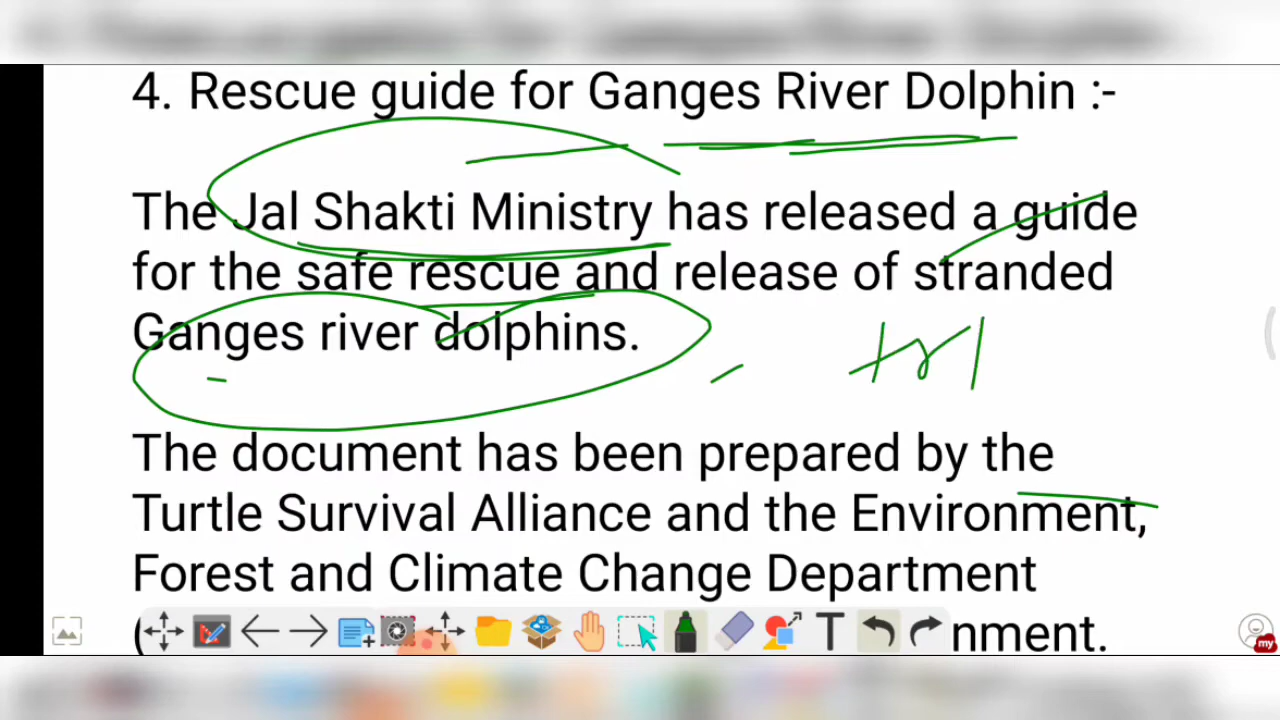 4. Rescue guide for Ganges River Dolphin :-
The Jal Shakti Ministry has released a guide
for the safe rescue and release of stranded
Ganges river dolphins.
The document has been prepared by the
Turtle Survival Alliance and the Environment,
Forest and Climate Change Department
( nment.
T
my